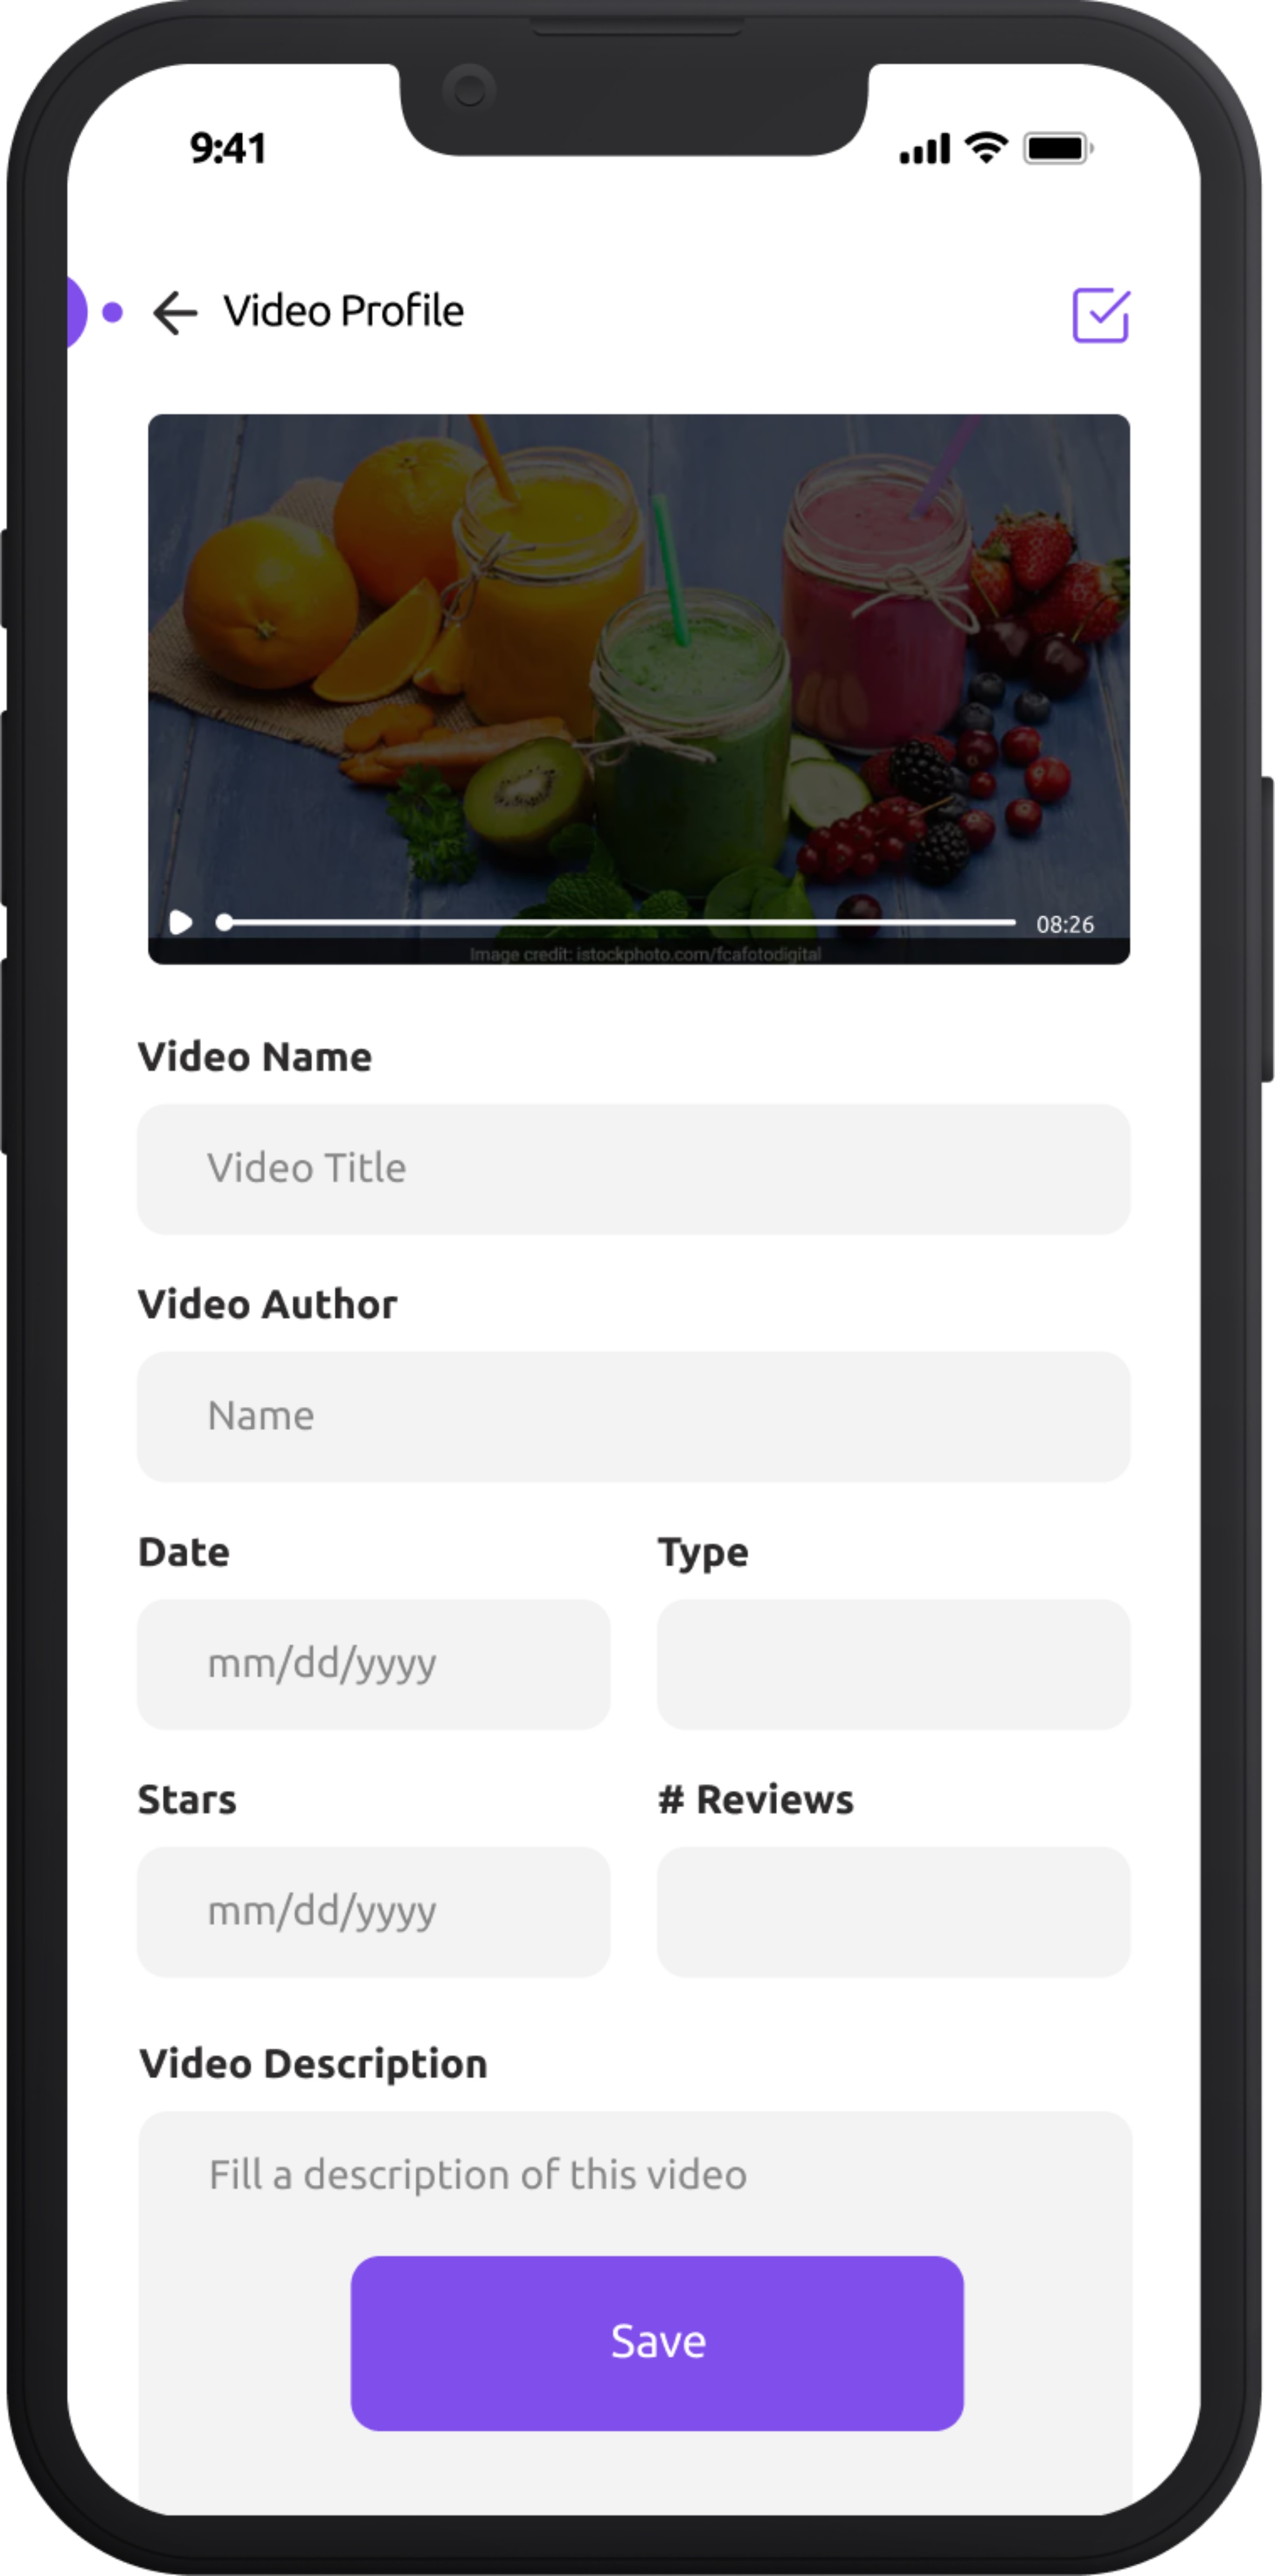 9:41
Video Profile
08:26
Image credit: istockphoto.com/fcafotodigital
Video Name
Video Title
Video Author
Name
Date Type
mm/dd/yyyy
Stars # Reviews
mm/dd/yyyy
Video Description
Fill a description of this video
Save